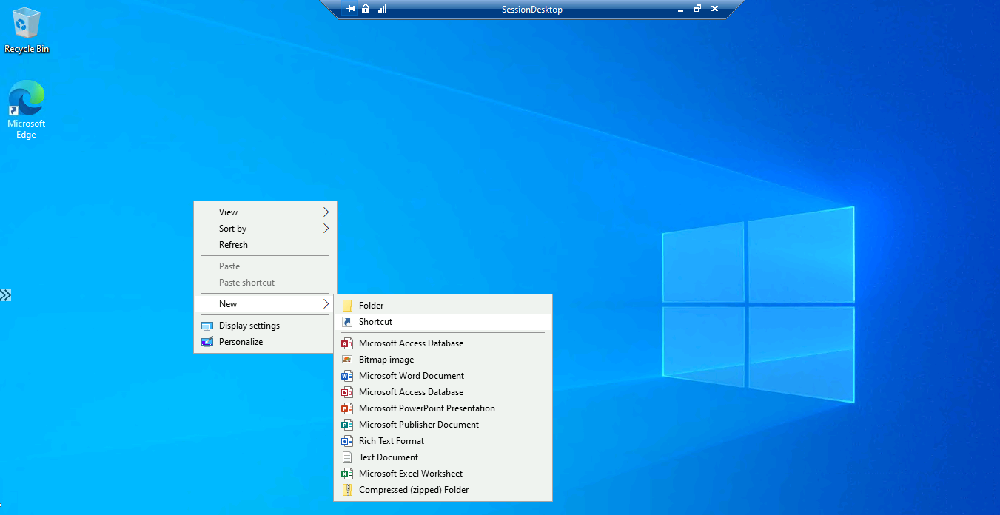 SessionDesktop
Recycle Bin
Microsoft
Edge
View
Sort by
Refresh
Paste
Paste shortcut
New
Display settings
Personalize
Folder
Shortcut
Microsoft Access Database
Bitmap image
Microsoft Word Document
Microsoft Access Database
Microsoft PowerPoint Presentation
Microsoft Publisher Document
Rich Text Format
Text Document
Microsoft Excel Worksheet
Compressed (zipped) Folder